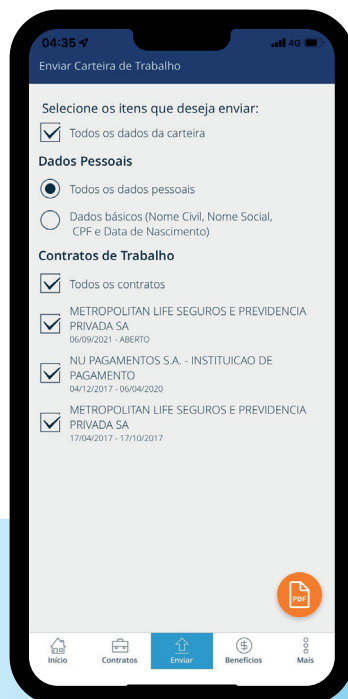 04:35
4G
Enviar Carteira de Trabalho
Selecione os itens que deseja enviar:
Todos os dados da carteira
Dados Pessoais
Todos os dados pessoais
Dados básicos (Nome Civil, Nome Social,
CPF e Data de Nascimento)
Contratos de Trabalho
Todos os contratos
METROPOLITAN LIFE SEGUROS E PREVIDENCIA
PRIVADA SA
06/09/2021 - ABERTO
NU PAGAMENTOS S.A. - INSTITUICAO DE
PAGAMENTO
04/12/2017 - 06/04/2020
METROPOLITAN LIFE SEGUROS E PREVIDENCIA
PRIVADA SA
17/04/2017 - 17/10/2017
PDF
Início
Contratos
Enviar
Benefícios
Mais